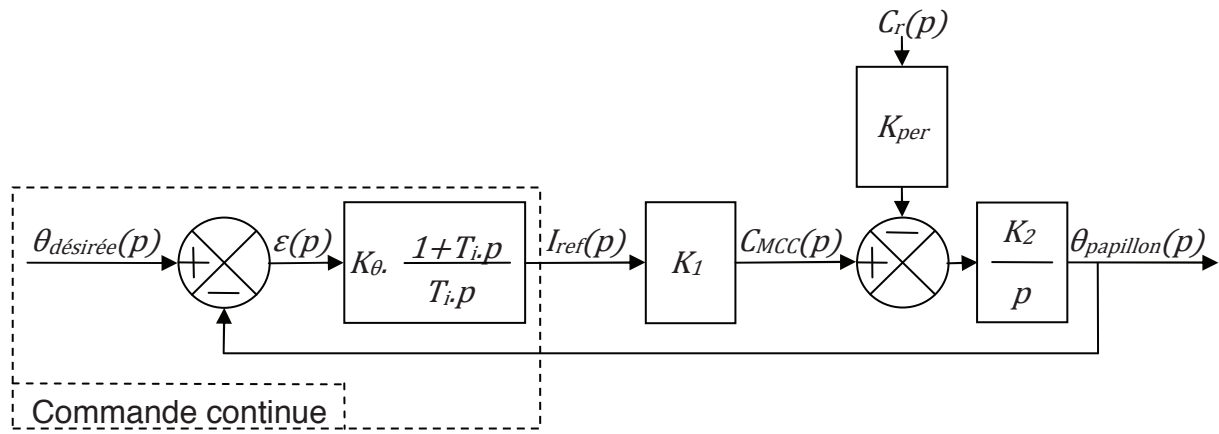 Cr(p)
Kper
θdésirée(p)
+
−
ε(p)
Kθ. 1+Ti.p / Ti.p
Iref(p)
K1
CMCC(p)
+
−
K2 / p
θpapillon(p)
Commande continue